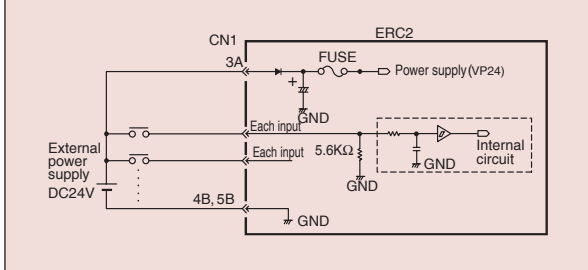 ERC2
CN1
3A
FUSE
Power supply (VP24)
+
GND
Each input
External
power
supply
DC24V
Each input
5.6KΩ
GND
GND
Internal
circuit
4B, 5B
GND